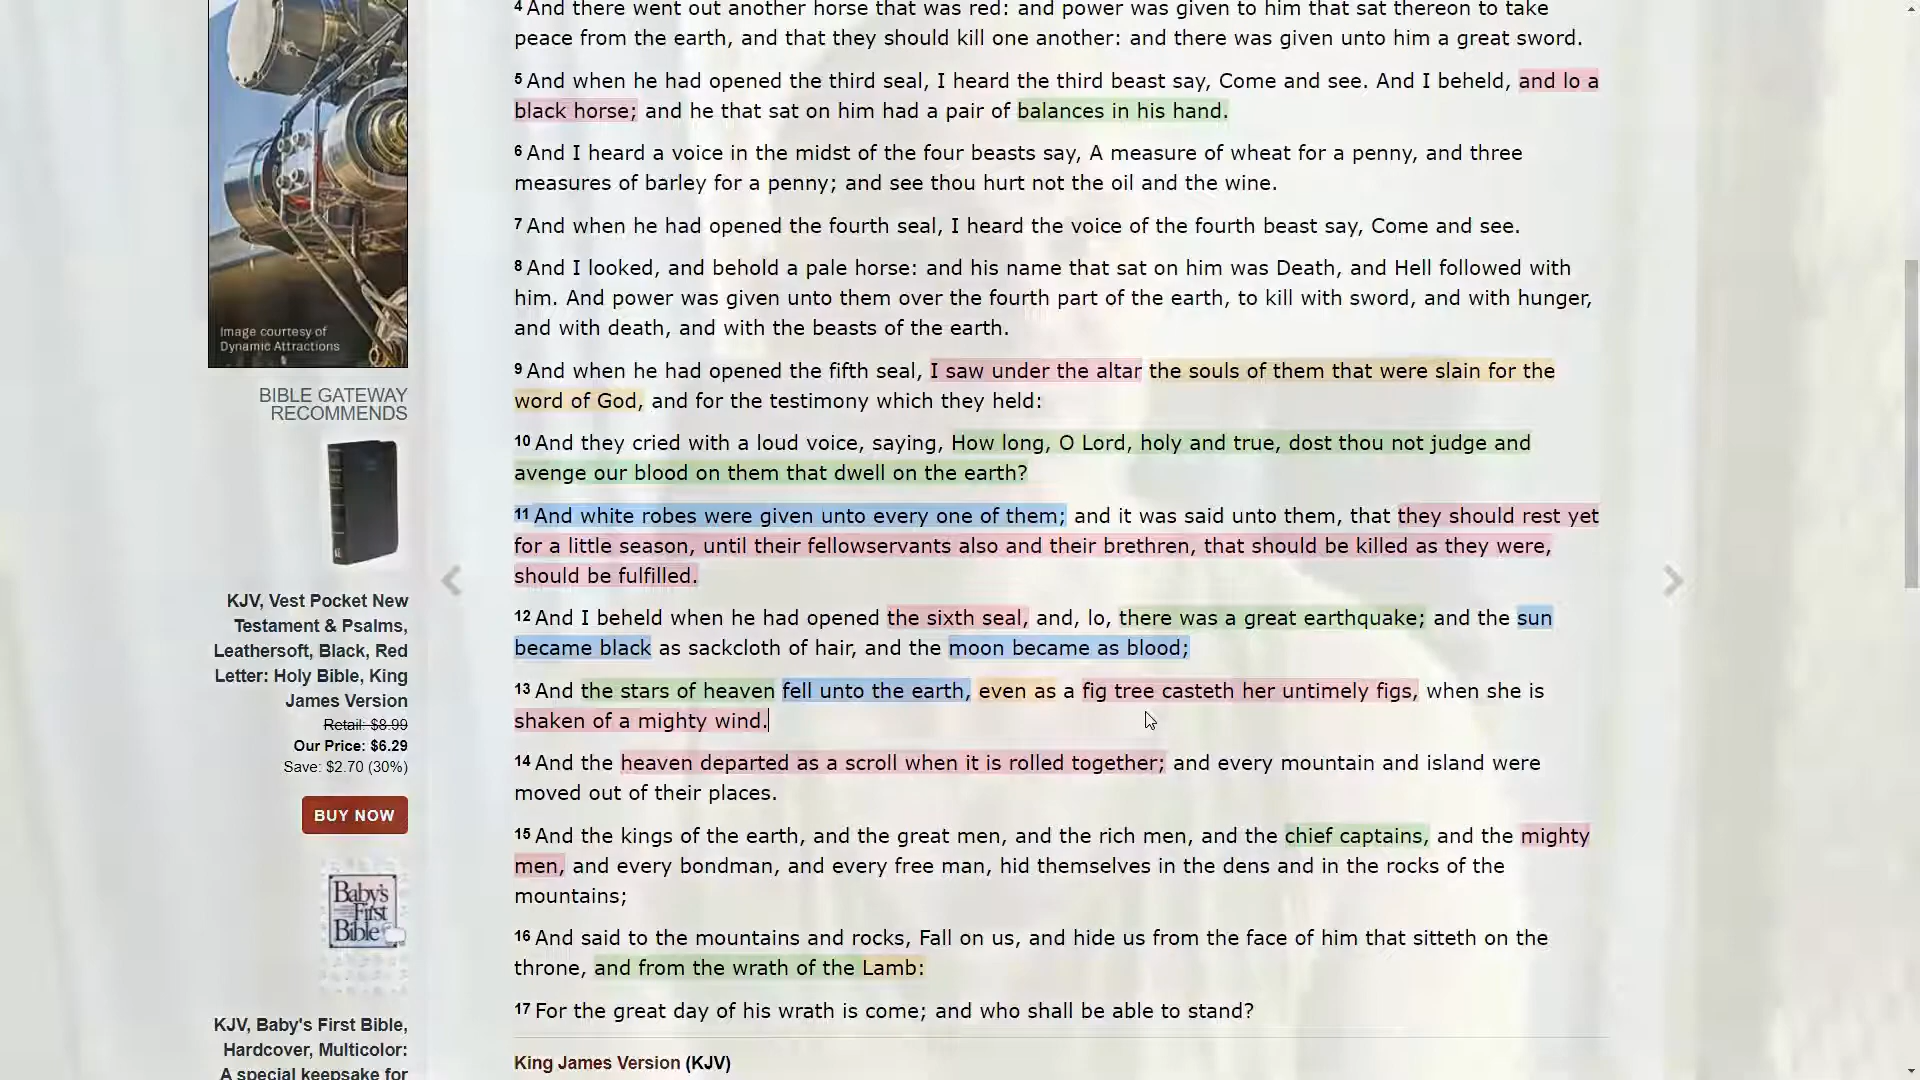 4 And there went out another horse that was red: and power was given to him that sat thereon to take
peace from the earth, and that they should kill one another: and there was given unto him a great sword.
5 And when he had opened the third seal, I heard the third beast say, Come and see. And I beheld, and lo a
black horse; and he that sat on him had a pair of balances in his hand.
6 And I heard a voice in the midst of the four beasts say, A measure of wheat for a penny, and three
measures of barley for a penny; and see thou hurt not the oil and the wine.
7 And when he had opened the fourth seal, I heard the voice of the fourth beast say, Come and see.
8 And I looked, and behold a pale horse: and his name that sat on him was Death, and Hell followed with
him. And power was given unto them over the fourth part of the earth, to kill with sword, and with hunger,
and with death, and with the beasts of the earth.
9 And when he had opened the fifth seal, I saw under the altar the souls of them that were slain for the
word of God, and for the testimony which they held:
10 And they cried with a loud voice, saying, How long, O Lord, holy and true, dost thou not judge and
avenge our blood on them that dwell on the earth?
11 And white robes were given unto every one of them; and it was said unto them, that they should rest yet
for a little season, until their fellowservants also and their brethren, that should be killed as they were,
should be fulfilled.
12 And I beheld when he had opened the sixth seal, and, lo, there was a great earthquake; and the sun
became black as sackcloth of hair, and the moon became as blood;
13 And the stars of heaven fell unto the earth, even as a fig tree casteth her untimely figs, when she is
shaken of a mighty wind.
14 And the heaven departed as a scroll when it is rolled together; and every mountain and island were
moved out of their places.
15 And the kings of the earth, and the great men, and the rich men, and the chief captains, and the mighty
men, and every bondman, and every free man, hid themselves in the dens and in the rocks of the
mountains;
16 And said to the mountains and rocks, Fall on us, and hide us from the face of him that sitteth on the
throne, and from the wrath of the Lamb:
17 For the great day of his wrath is come; and who shall be able to stand?
King James Version (KJV)
Image courtesy of
Dynamic Attractions
BIBLE GATEWAY
RECOMMENDS
KJV, Vest Pocket New
Testament & Psalms,
Leathersoft, Black, Red
Letter: Holy Bible, King
James Version
Retail: $8.99
Our Price: $6.29
Save: $2.70 (30%)
BUY NOW
Baby's
First
Bible
KJV, Baby's First Bible,
Hardcover, Multicolor:
A special keepsake for